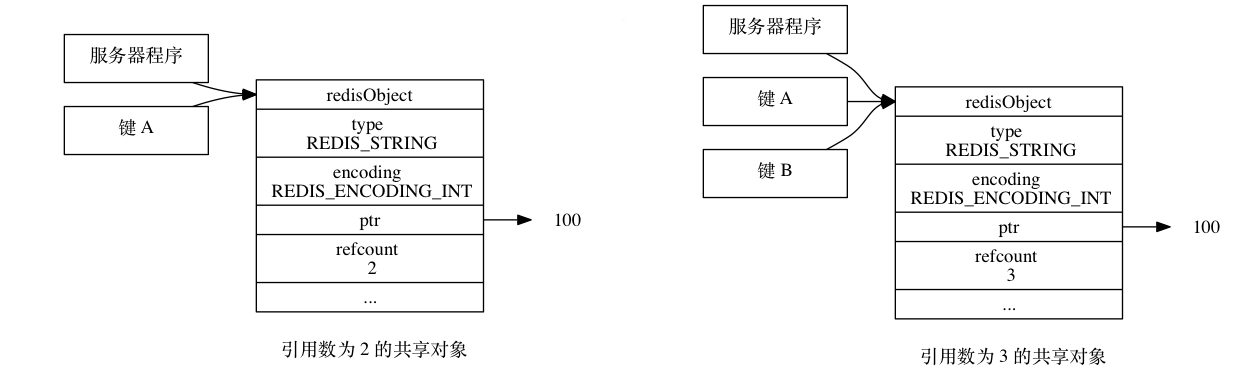 服务器程序
键 A
redisObject
type
REDIS_STRING
encoding
REDIS_ENCODING_INT
ptr
100
refcount
2
...
引用数为 2 的共享对象
服务器程序
键 A
键 B
redisObject
type
REDIS_STRING
encoding
REDIS_ENCODING_INT
ptr
100
refcount
3
...
引用数为 3 的共享对象